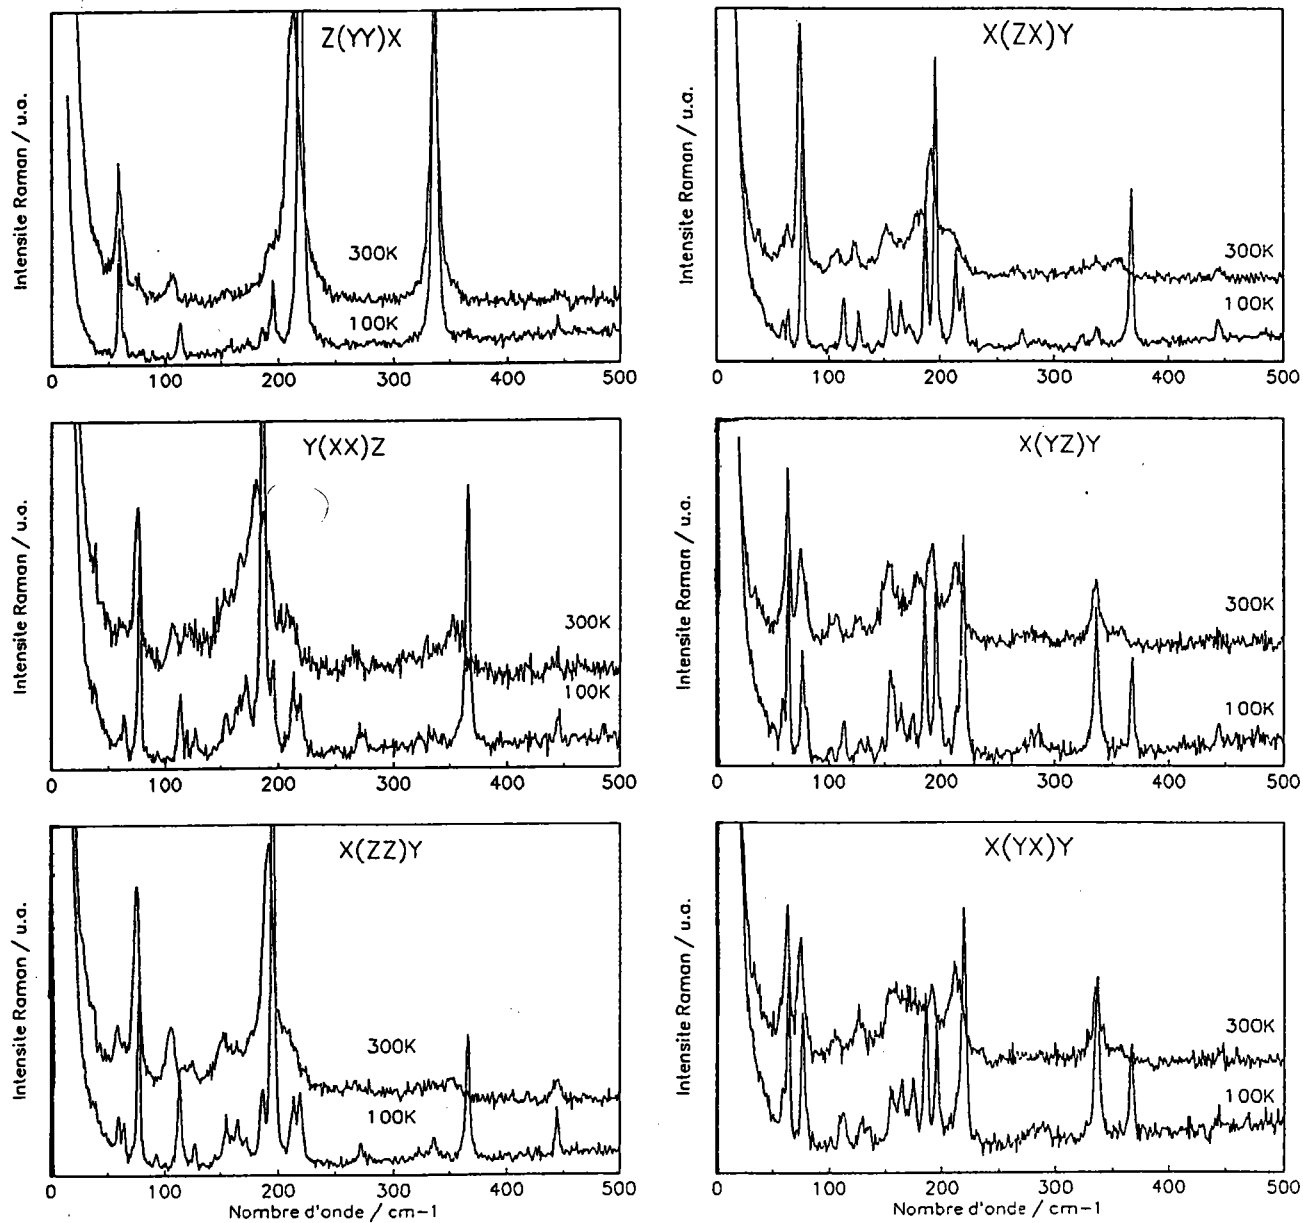 Z(YY)X
Intensite Raman / u.a.
300K
100K
0 100 200 300 400 500
X(ZX)Y
Intensite Raman / u.a.
300K
100K
0 100 200 300 400 500
Y(XX)Z
Intensite Raman / u.a.
300K
100K
0 100 200 300 400 500
X(YZ)Y
Intensite Raman / u.a.
300K
100K
0 100 200 300 400 500
X(ZZ)Y
Intensite Raman / u.a.
300K
100K
0 100 200 300 400 500
Nombre d'onde / cm-1
X(YX)Y
Intensite Raman / u.a.
300K
100K
0 100 200 300 400 500
Nombre d'onde / cm-1